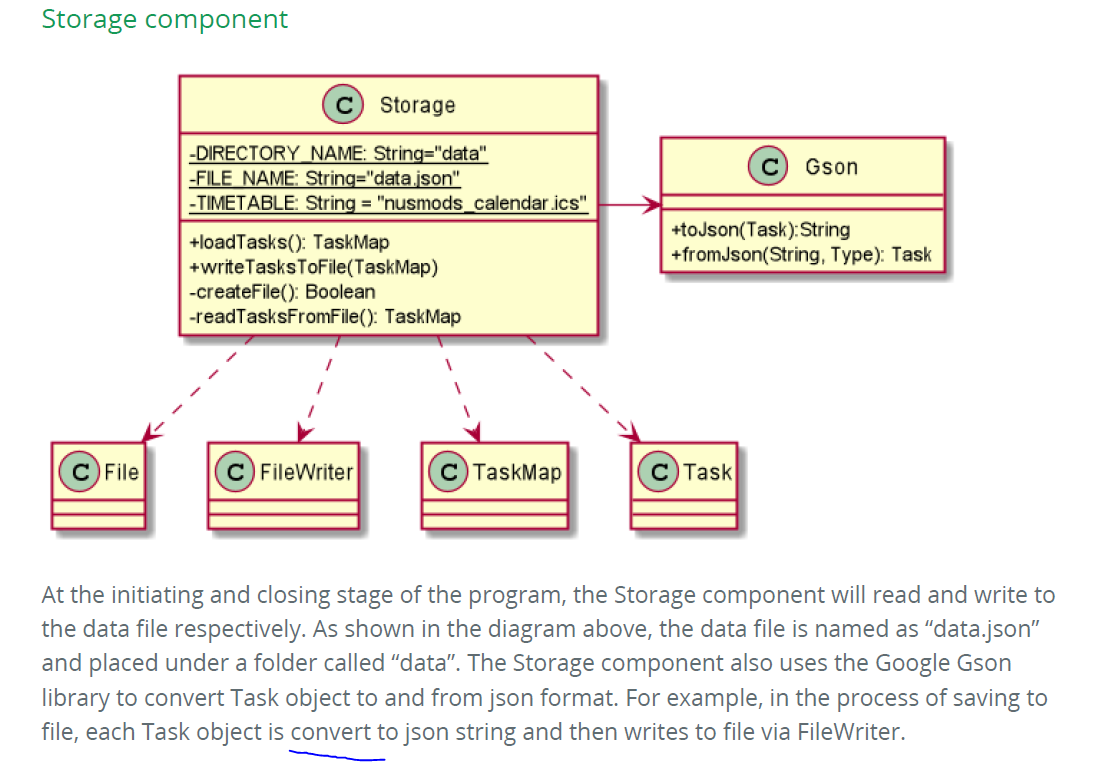 Storage component
C Storage
-DIRECTORY_NAME: String="data"
-FILE_NAME: String="data.json"
-TIMETABLE: String = "nusmods_calendar.ics"
+loadTasks(): TaskMap
+writeTasksToFile(TaskMap)
-createFile(): Boolean
-readTasksFromFile(): TaskMap
C Gson
+toJson(Task):String
+fromJson(String, Type): Task
C File
C FileWriter
C TaskMap
C Task
At the initiating and closing stage of the program, the Storage component will read and write to
the data file respectively. As shown in the diagram above, the data file is named as “data.json”
and placed under a folder called “data”. The Storage component also uses the Google Gson
library to convert Task object to and from json format. For example, in the process of saving to
file, each Task object is convert to json string and then writes to file via FileWriter.